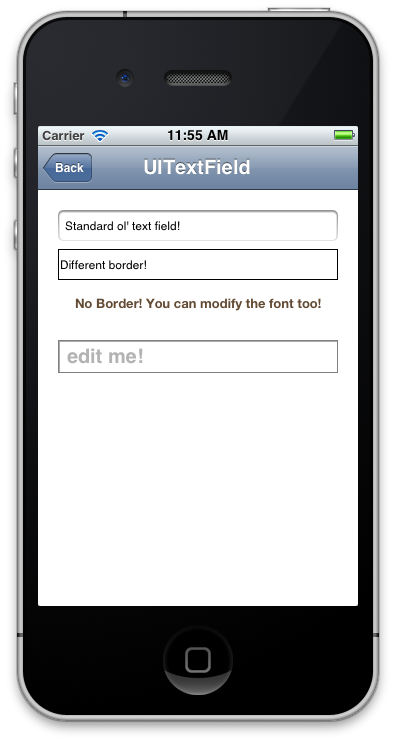 Carrier 11:55 AM
Back UITextField
Standard ol' text field!
Different border!
No Border! You can modify the font too!
edit me!